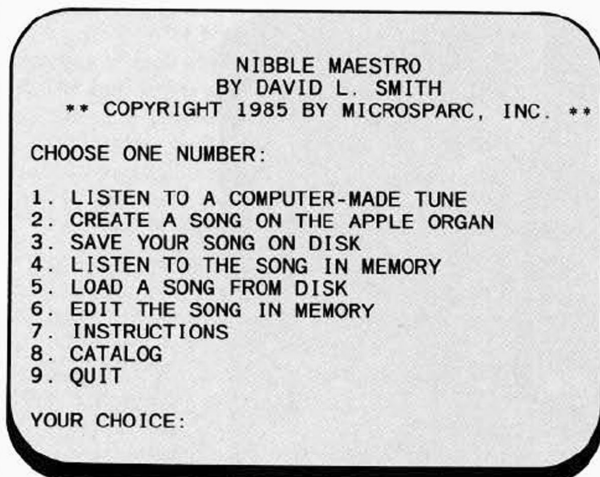 NIBBLE MAESTRO
BY DAVID L. SMITH
** COPYRIGHT 1985 BY MICROSPARC, INC. **
CHOOSE ONE NUMBER:
1. LISTEN TO A COMPUTER-MADE TUNE
2. CREATE A SONG ON THE APPLE ORGAN
3. SAVE YOUR SONG ON DISK
4. LISTEN TO THE SONG IN MEMORY
5. LOAD A SONG FROM DISK
6. EDIT THE SONG IN MEMORY
7. INSTRUCTIONS
8. CATALOG
9. QUIT
YOUR CHOICE: